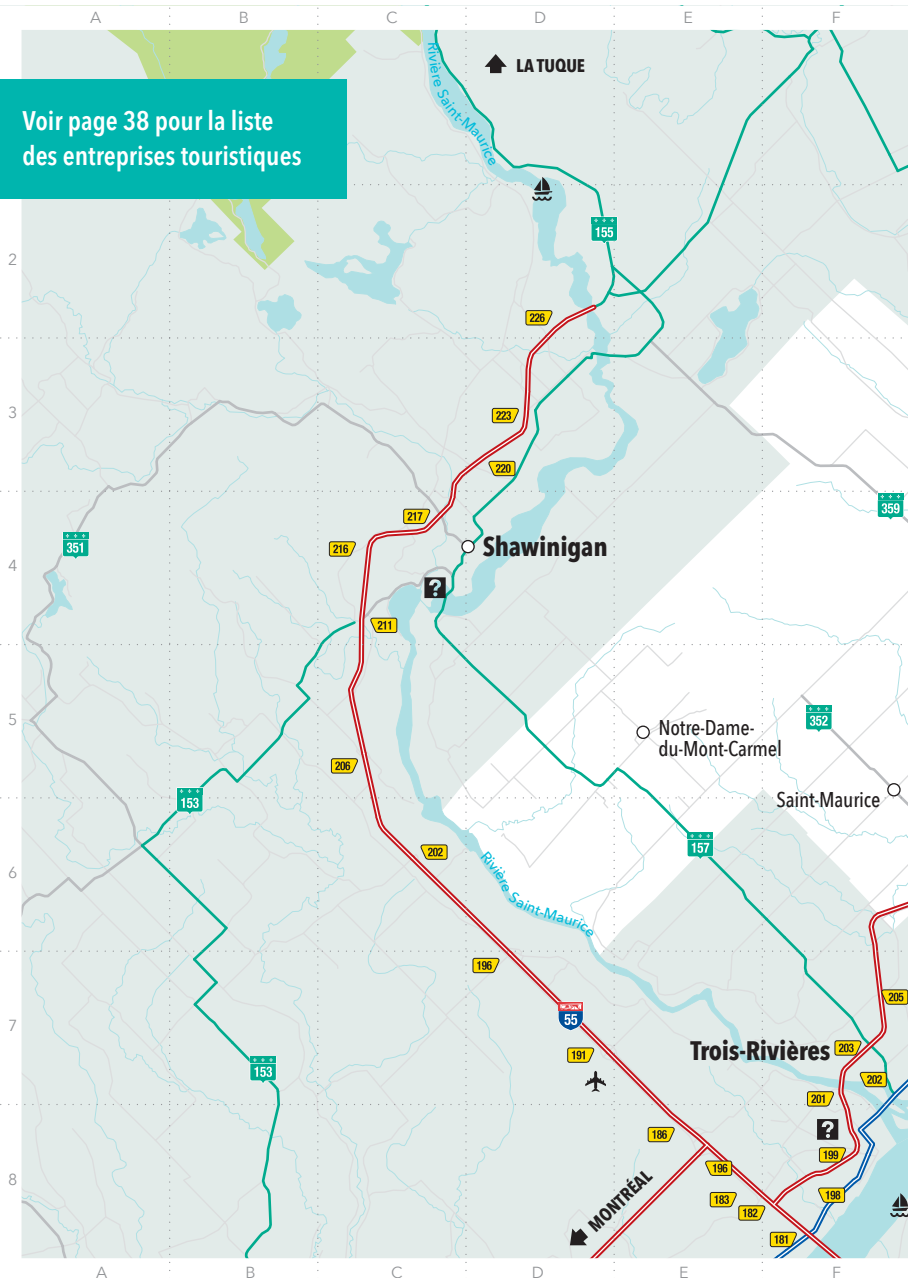 A B C D E F
LA TUQUE
Rivière Saint-Maurice
Voir page 38 pour la liste
des entreprises touristiques
155
2
226
3
223
220
359
217
351
216
Shawinigan
4
?
211
5
352
Notre-Dame-
du-Mont-Carmel
206
153
Saint-Maurice
157
202
6
Rivière Saint-Maurice
196
205
55
7
191
Trois-Rivières
203
153
202
201
186
?
199
196
8
183
198
182
MONTRÉAL
181
A B C D E F